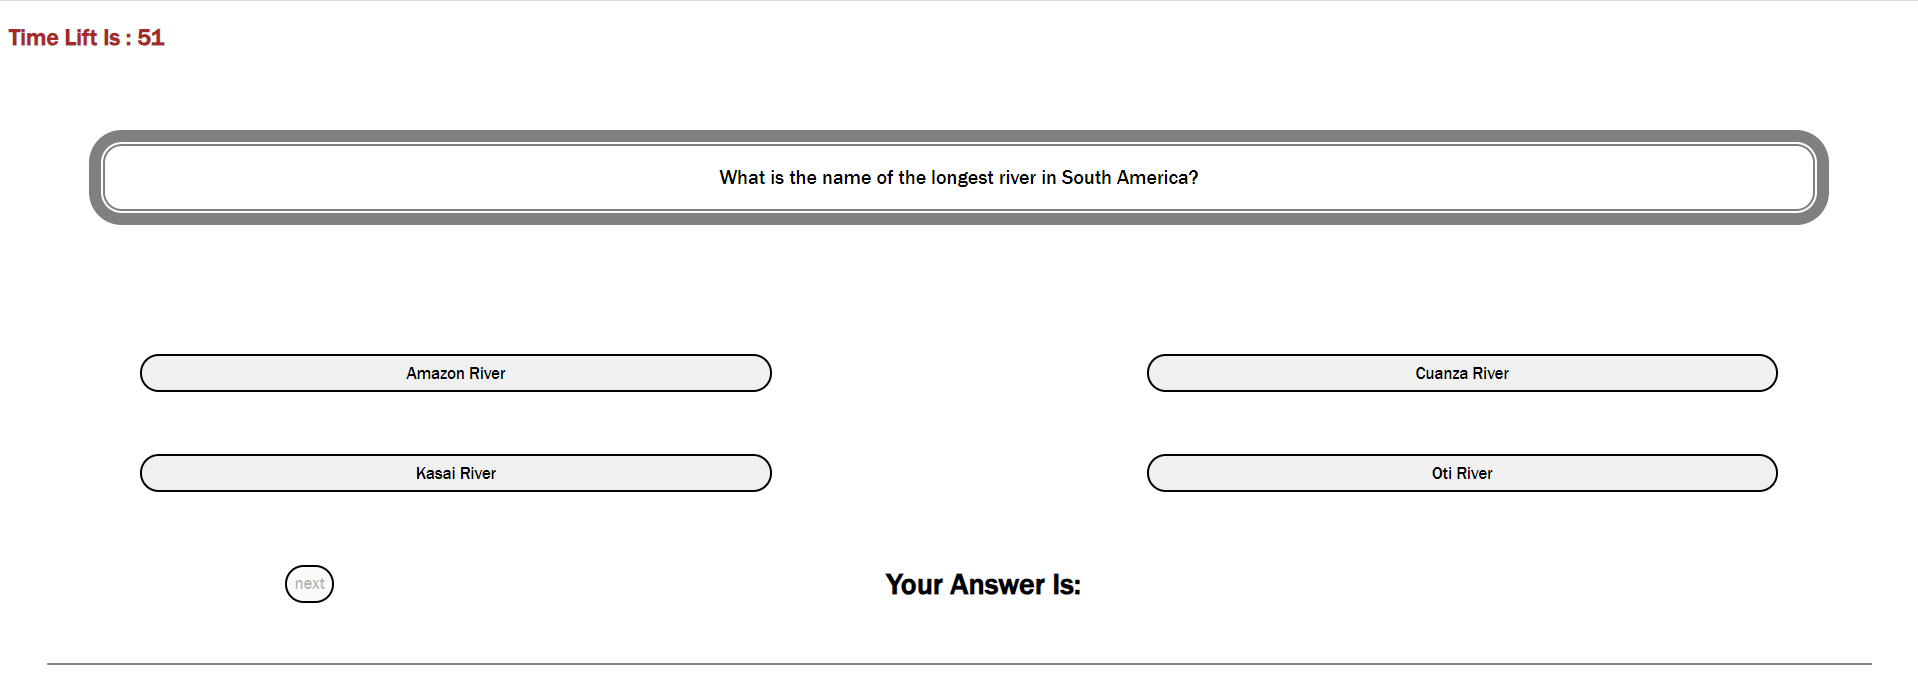 Time Lift Is : 51
What is the name of the longest river in South America?
Amazon River
Cuanza River
Kasai River
Oti River
next
Your Answer Is: